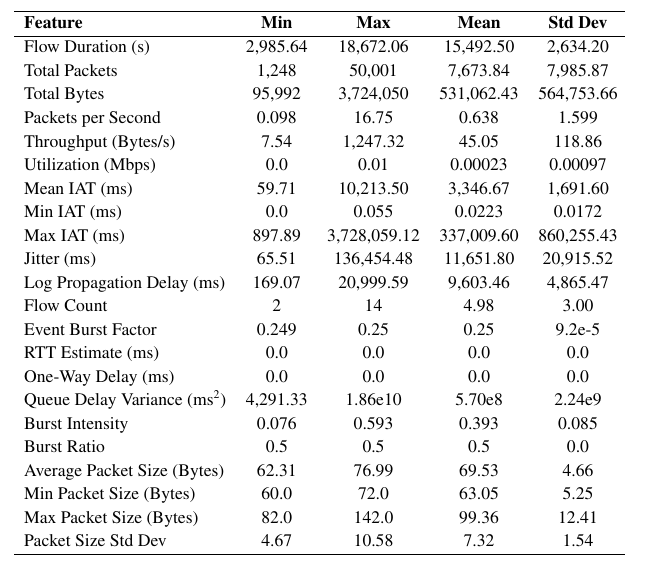 Feature Min Max Mean Std Dev
Flow Duration (s) 2,985.64 18,672.06 15,492.50 2,634.20
Total Packets 1,248 50,001 7,673.84 7,985.87
Total Bytes 95,992 3,724,050 531,062.43 564,753.66
Packets per Second 0.098 16.75 0.638 1.599
Throughput (Bytes/s) 7.54 1,247.32 45.05 118.86
Utilization (Mbps) 0.0 0.01 0.00023 0.00097
Mean IAT (ms) 59.71 10,213.50 3,346.67 1,691.60
Min IAT (ms) 0.0 0.055 0.0223 0.0172
Max IAT (ms) 897.89 3,728,059.12 337,009.60 860,255.43
Jitter (ms) 65.51 136,454.48 11,651.80 20,915.52
Log Propagation Delay (ms) 169.07 20,999.59 9,603.46 4,865.47
Flow Count 2 14 4.98 3.00
Event Burst Factor 0.249 0.25 0.25 9.2e-5
RTT Estimate (ms) 0.0 0.0 0.0 0.0
One-Way Delay (ms) 0.0 0.0 0.0 0.0
Queue Delay Variance (ms²) 4,291.33 1.86e10 5.70e8 2.24e9
Burst Intensity 0.076 0.593 0.393 0.085
Burst Ratio 0.5 0.5 0.5 0.0
Average Packet Size (Bytes) 62.31 76.99 69.53 4.66
Min Packet Size (Bytes) 60.0 72.0 63.05 5.25
Max Packet Size (Bytes) 82.0 142.0 99.36 12.41
Packet Size Std Dev 4.67 10.58 7.32 1.54